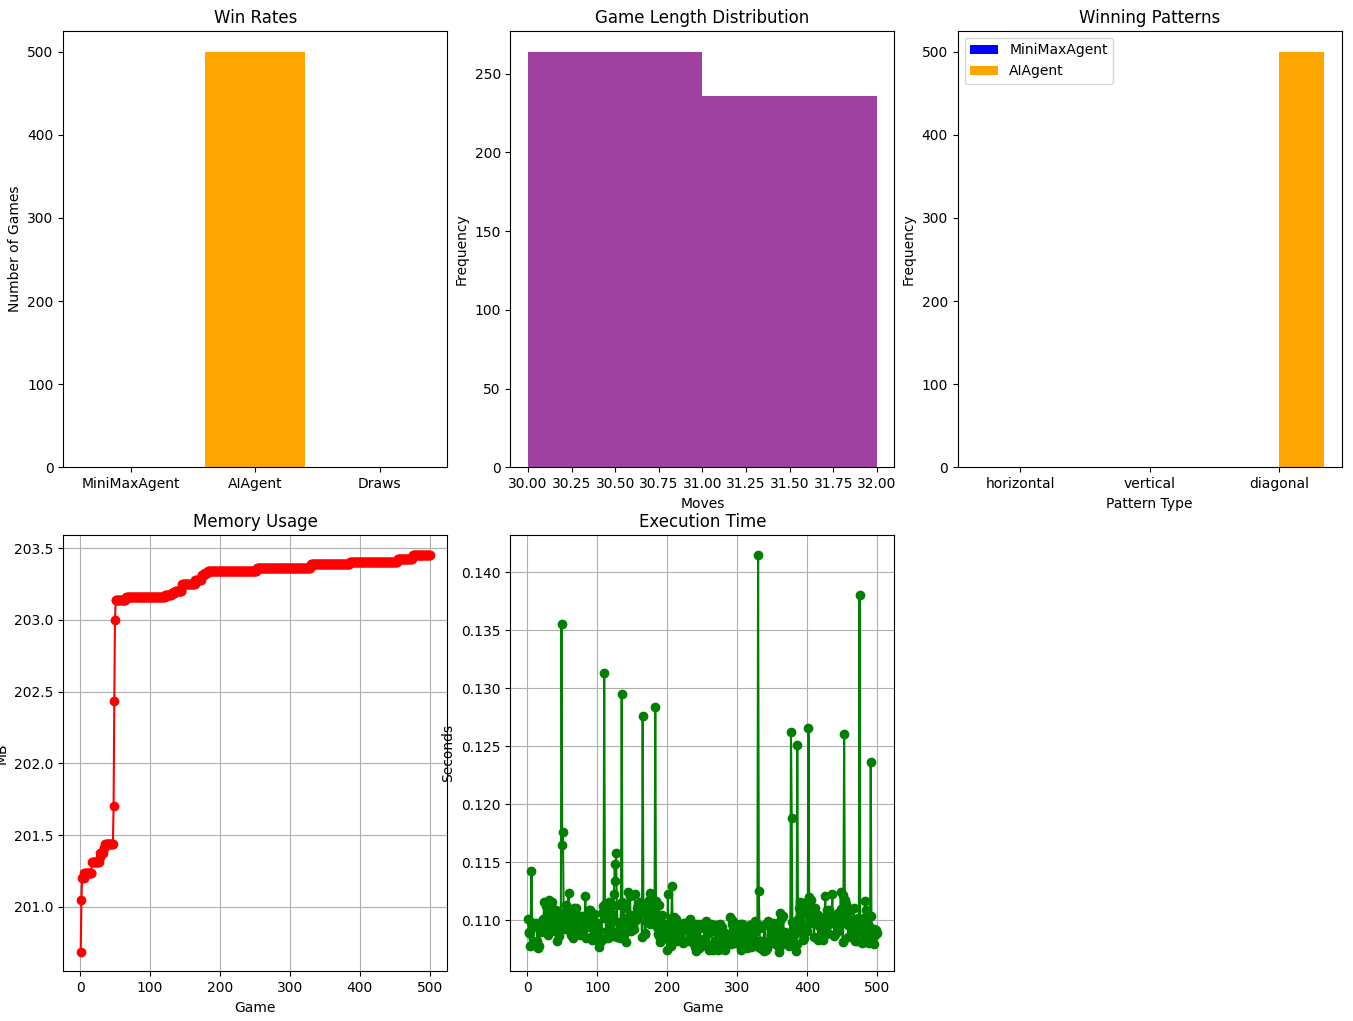 Win Rates
Number of Games
500
400
300
200
100
0
MiniMaxAgent AIAgent Draws
Game Length Distribution
Frequency
250
200
150
100
50
0
30.00 30.25 30.50 30.75 31.00 31.25 31.50 31.75 32.00
Moves
Winning Patterns
MiniMaxAgent
AIAgent
Frequency
500
400
300
200
100
0
horizontal vertical diagonal
Pattern Type
Memory Usage
MB
203.5
203.0
202.5
202.0
201.5
201.0
0 100 200 300 400 500
Game
Execution Time
Seconds
0.140
0.135
0.130
0.125
0.120
0.115
0.110
0 100 200 300 400 500
Game